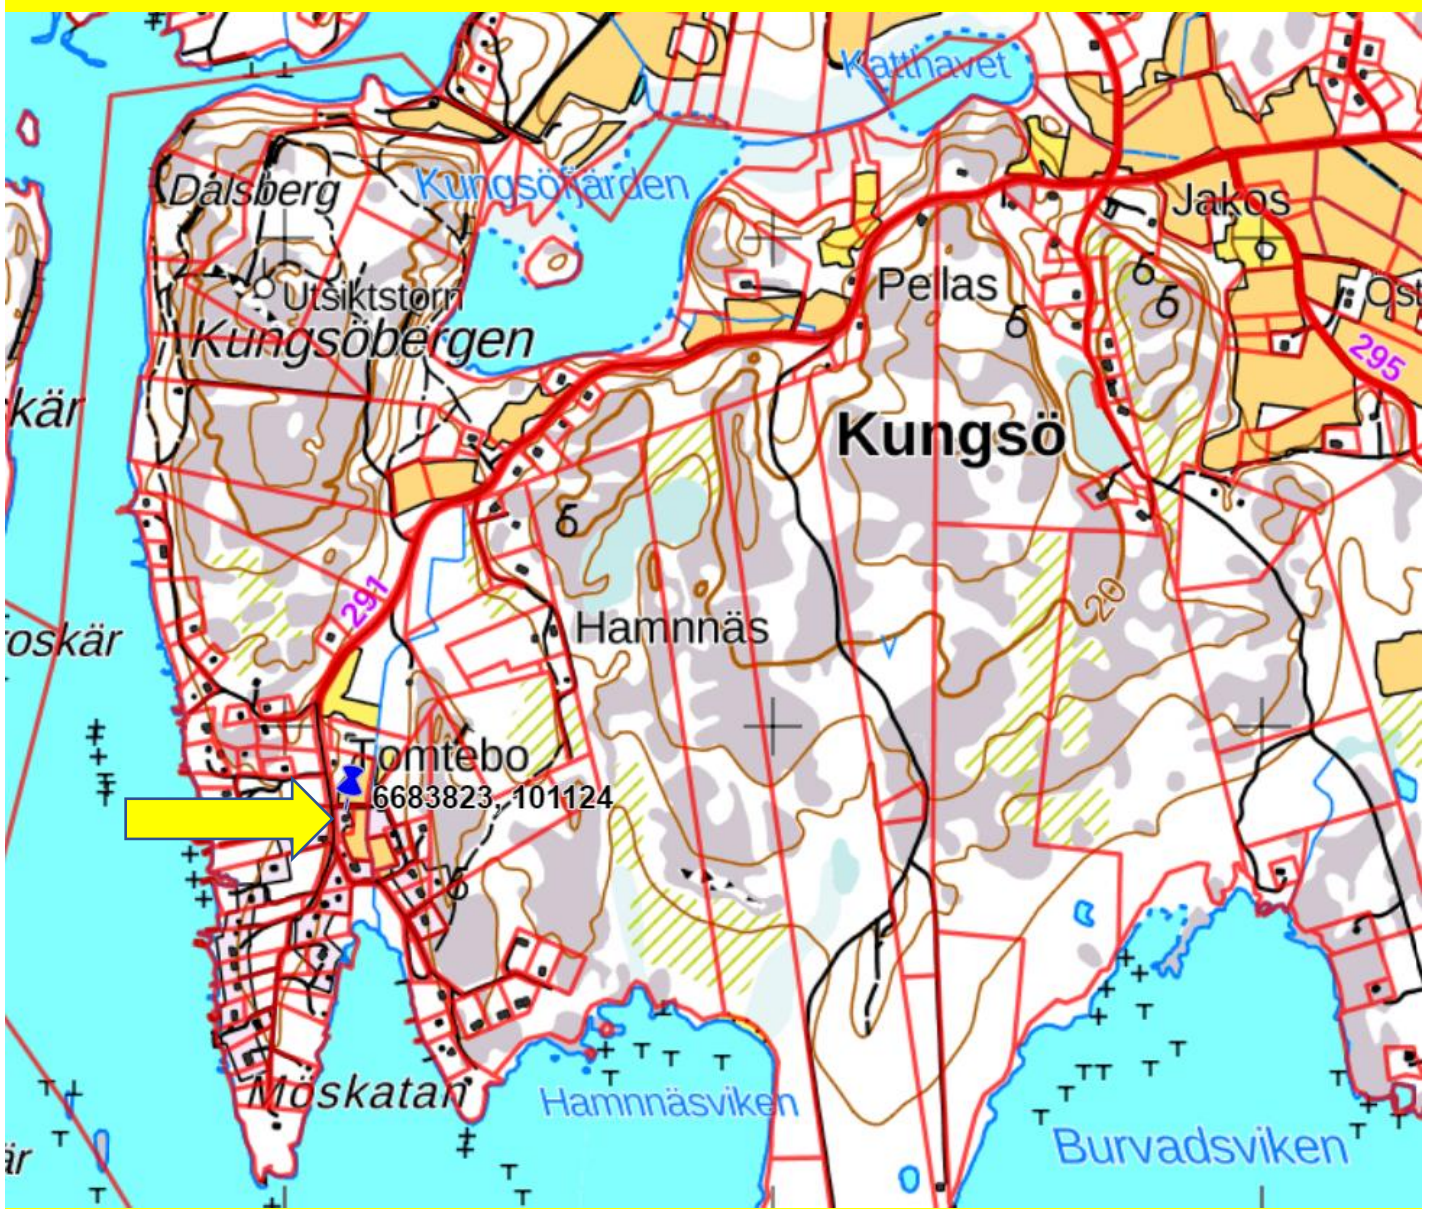 Katthavet
Dalsberg
Kungsöfjärden
Jakos
Utsiktstorn
Pellas
Öst
Kungsöbergen
295
kär
Kungsö
291
20
Hamnnäs
oskär
Tomtebo
6683823, 101124
Möskatan
Hamnnäsviken
Burvadsviken
är